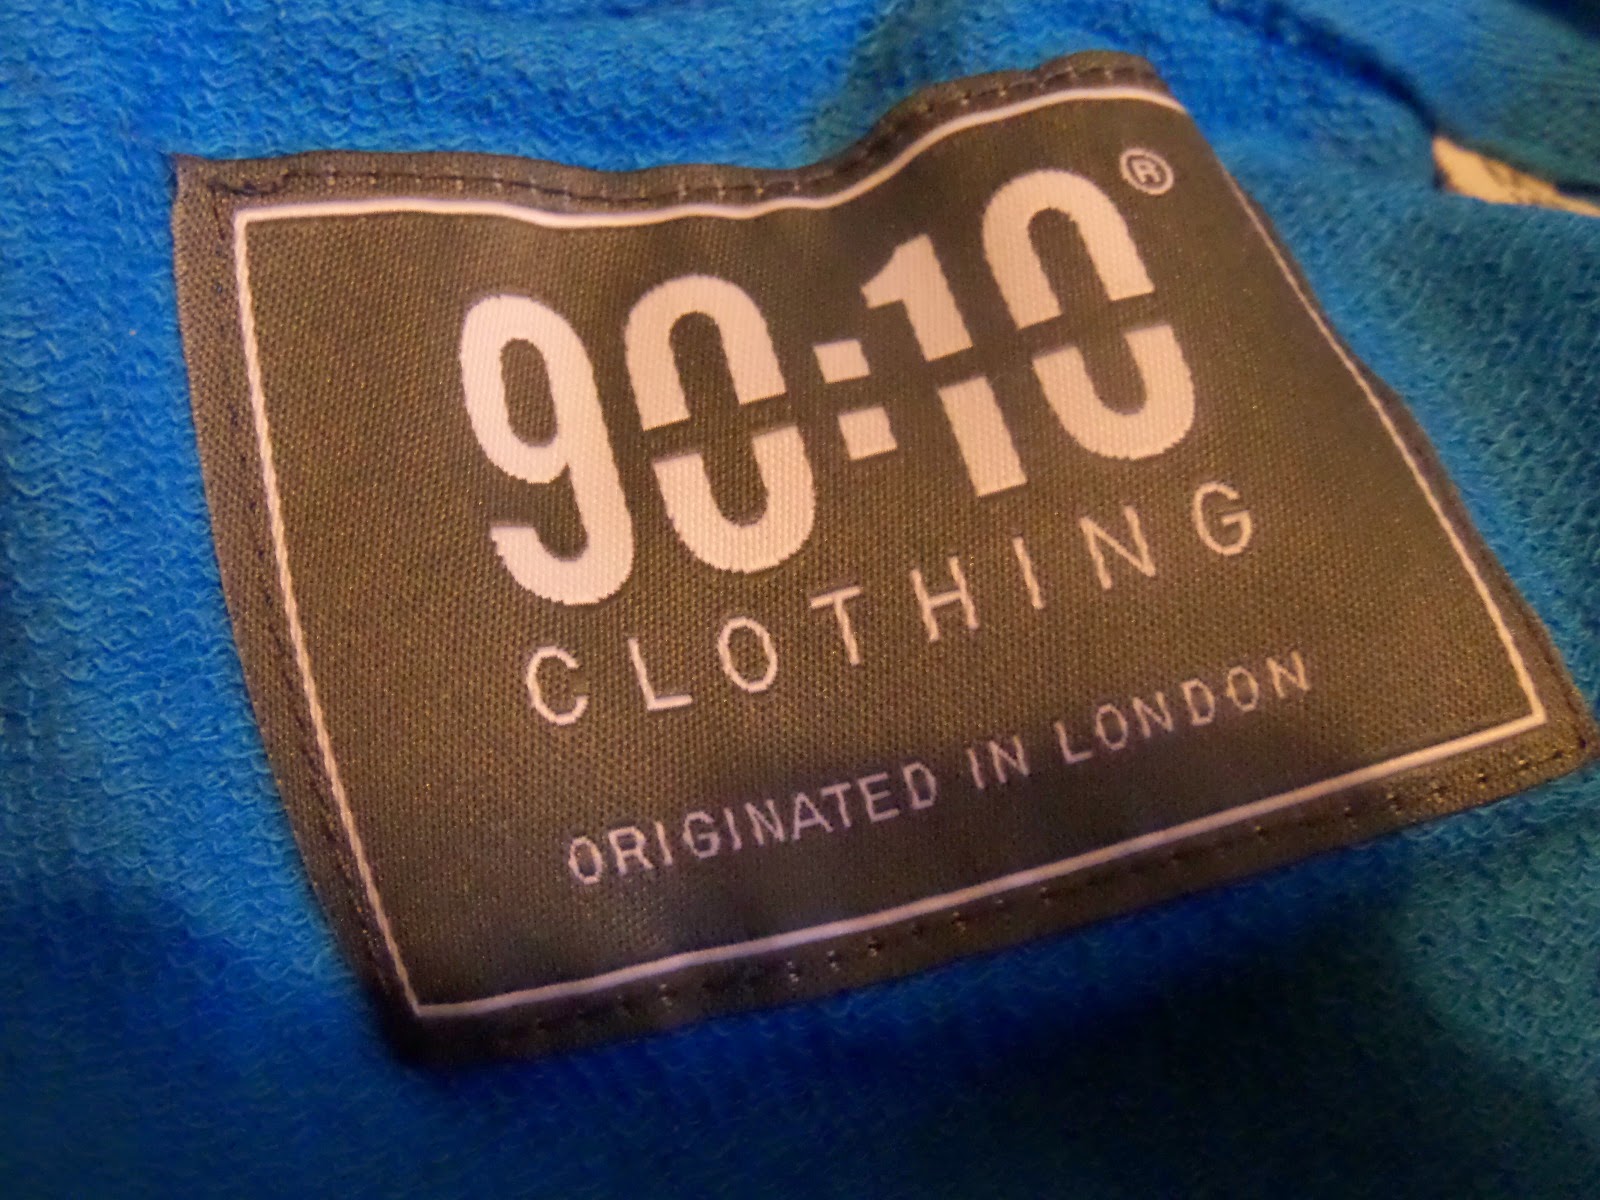 90:10®
CLOTHING
ORIGINATED IN LONDON